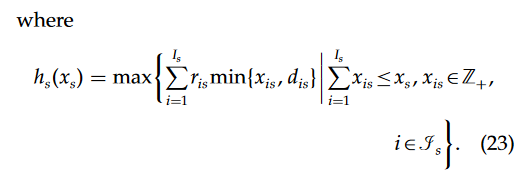 where
h_s(x_s) = max{∑_{i=1}^{I_s} r_{is} min{x_{is}, d_{is}} | ∑_{i=1}^{I_s} x_{is} ≤ x_s, x_{is} ∈ ℤ_+,
i ∈ ℐ_s}. (23)